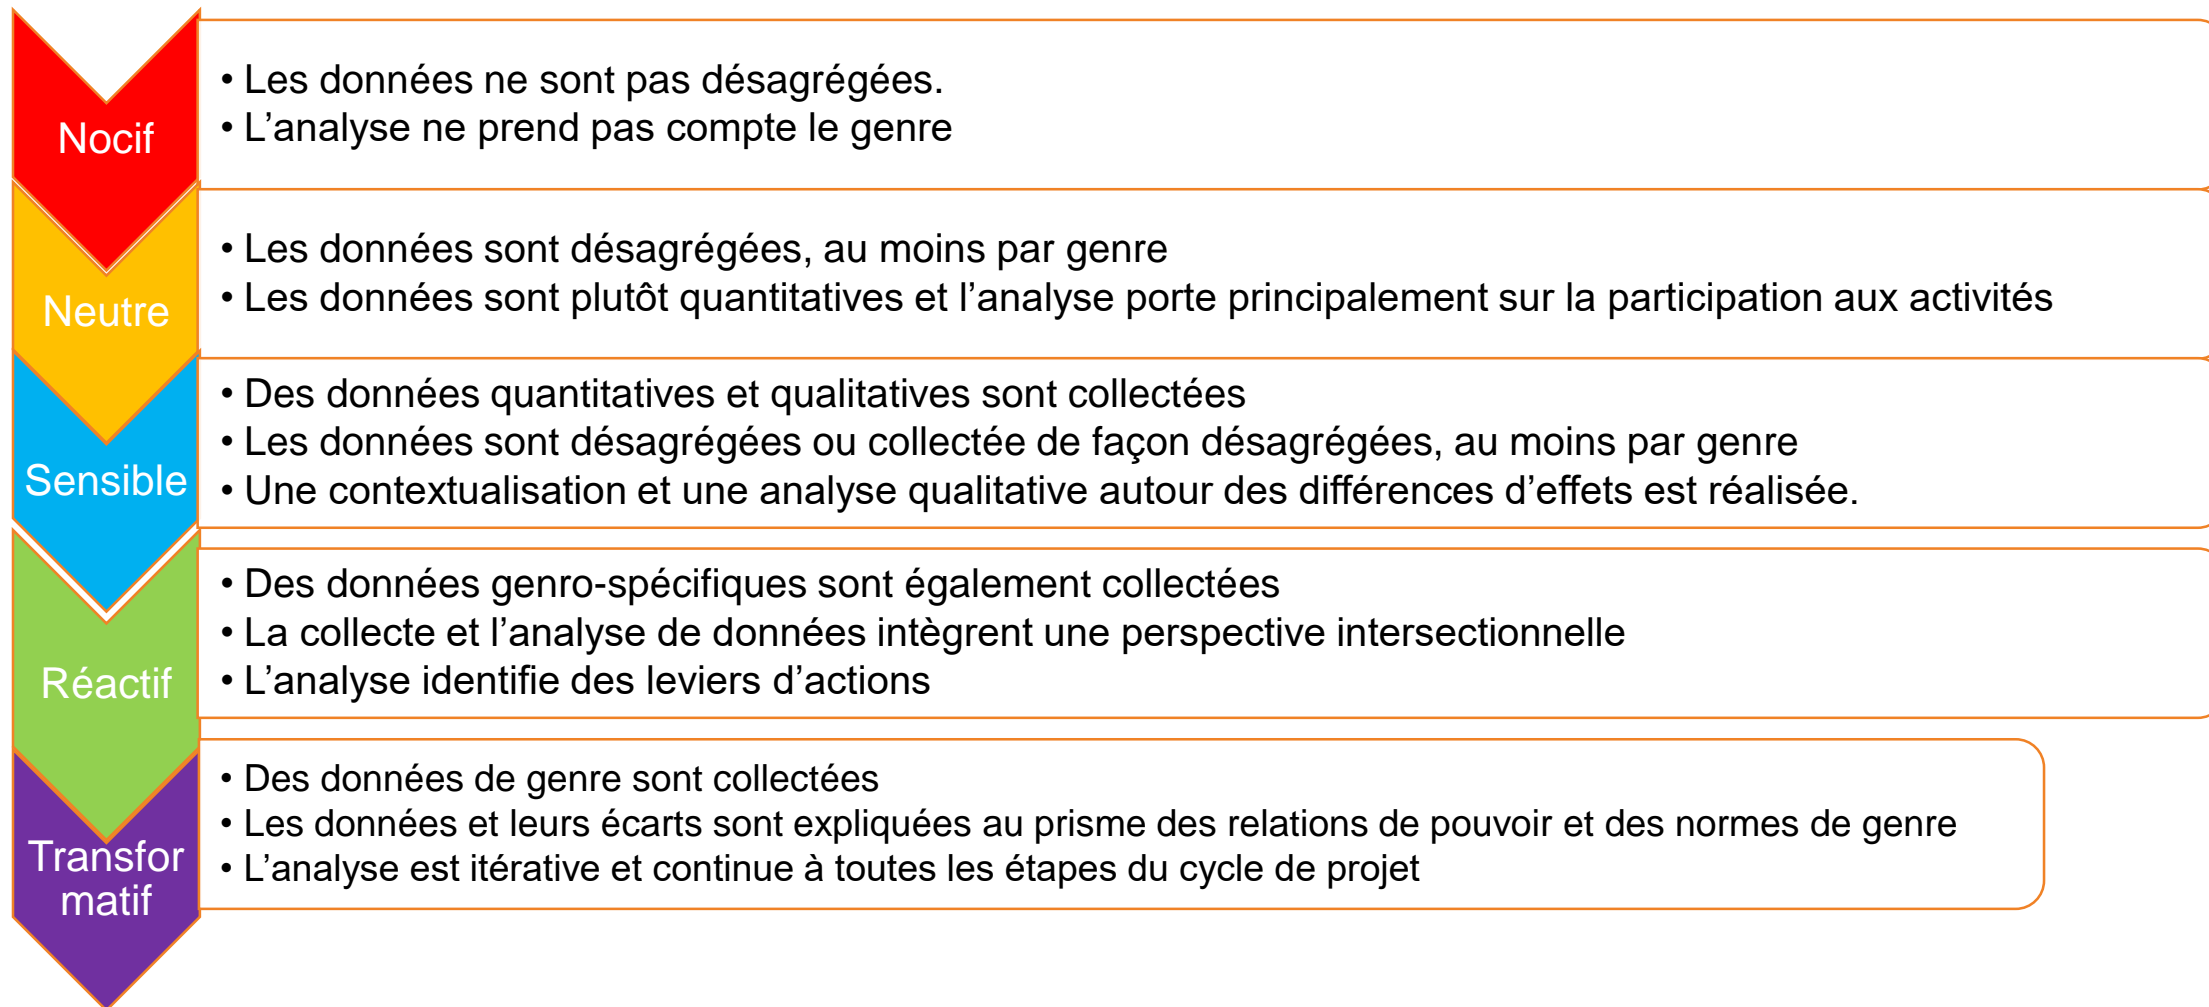 Nocif
• Les données ne sont pas désagrégées.
• L’analyse ne prend pas compte le genre
Neutre
• Les données sont désagrégées, au moins par genre
• Les données sont plutôt quantitatives et l’analyse porte principalement sur la participation aux activités
Sensible
• Des données quantitatives et qualitatives sont collectées
• Les données sont désagrégées ou collectée de façon désagrégées, au moins par genre
• Une contextualisation et une analyse qualitative autour des différences d’effets est réalisée.
Réactif
• Des données genro-spécifiques sont également collectées
• La collecte et l’analyse de données intègrent une perspective intersectionnelle
• L’analyse identifie des leviers d’actions
Transfor
matif
• Des données de genre sont collectées
• Les données et leurs écarts sont expliquées au prisme des relations de pouvoir et des normes de genre
• L’analyse est itérative et continue à toutes les étapes du cycle de projet